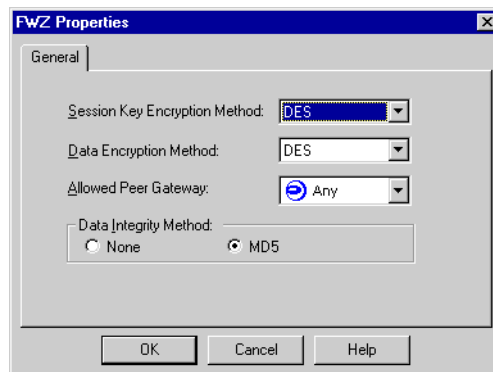 FWZ Properties
General
Session Key Encryption Method: DES
Data Encryption Method: DES
Allowed Peer Gateway: Any
Data Integrity Method:
None MD5
OK Cancel Help